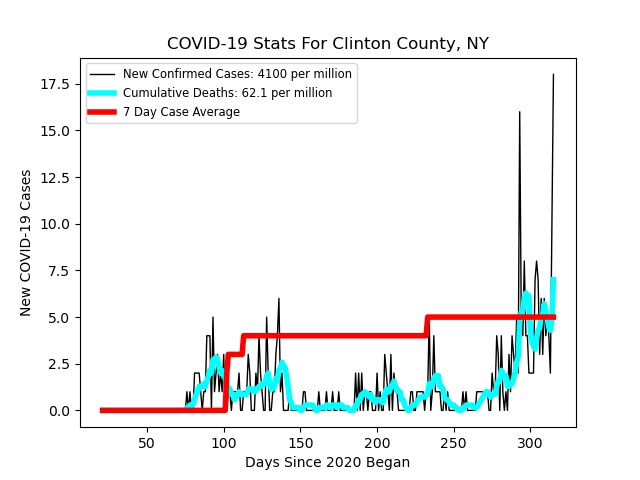 COVID-19 Stats For Clinton County, NY
New Confirmed Cases: 4100 per million
Cumulative Deaths: 62.1 per million
7 Day Case Average
17.5
15.0
12.5
10.0
7.5
5.0
2.5
0.0
New COVID-19 Cases
50 100 150 200 250 300
Days Since 2020 Began